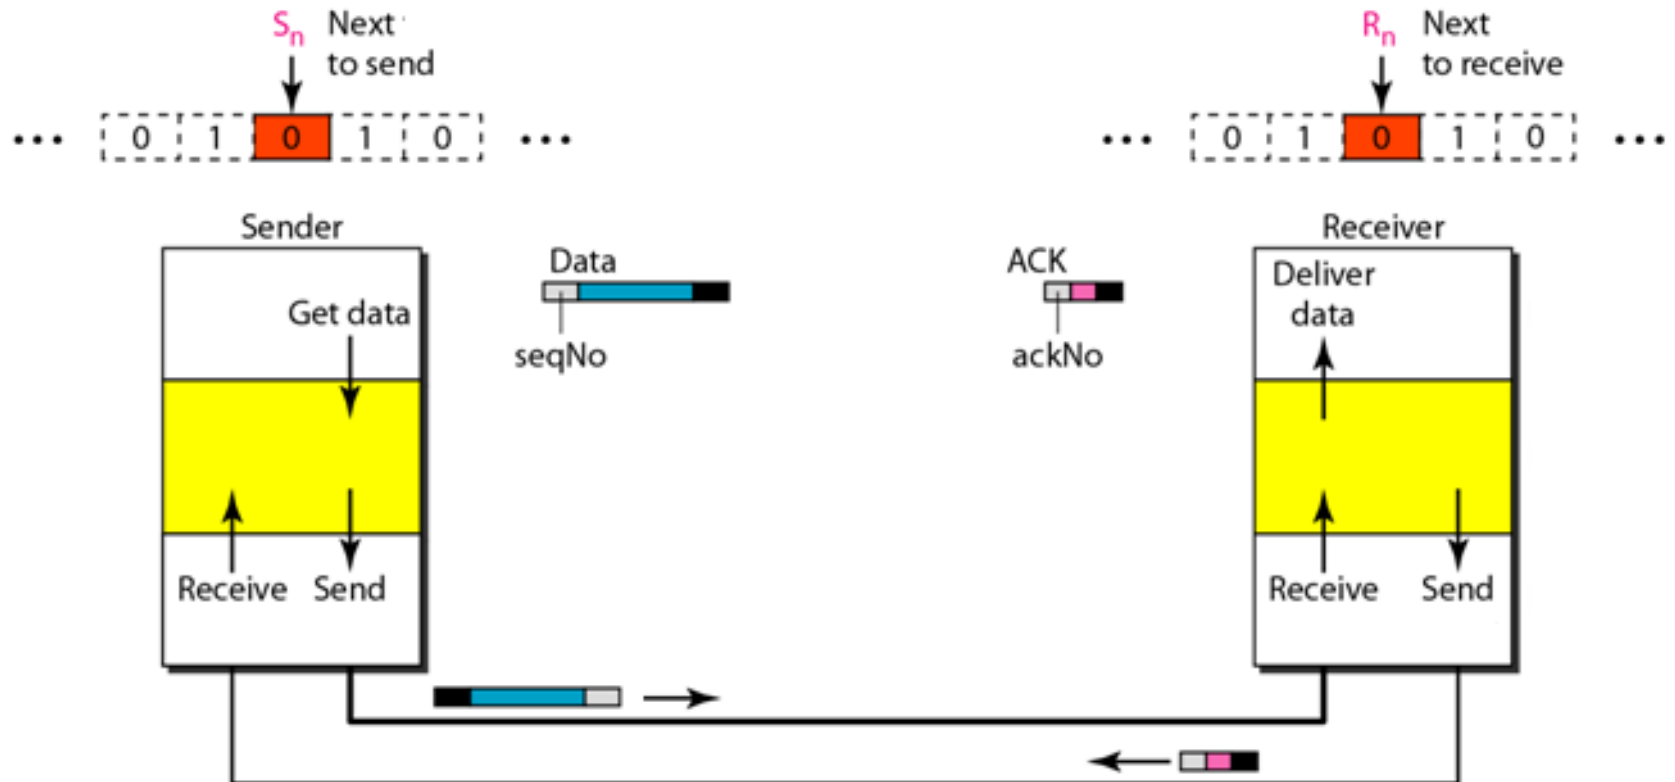 Sn Next
to send
Rn Next
to receive
... 0 1 0 1 0 ...
... 0 1 0 1 0 ...
Sender
Receiver
Get data
Data
seqNo
ACK
ackNo
Deliver
data
Receive Send
Receive Send